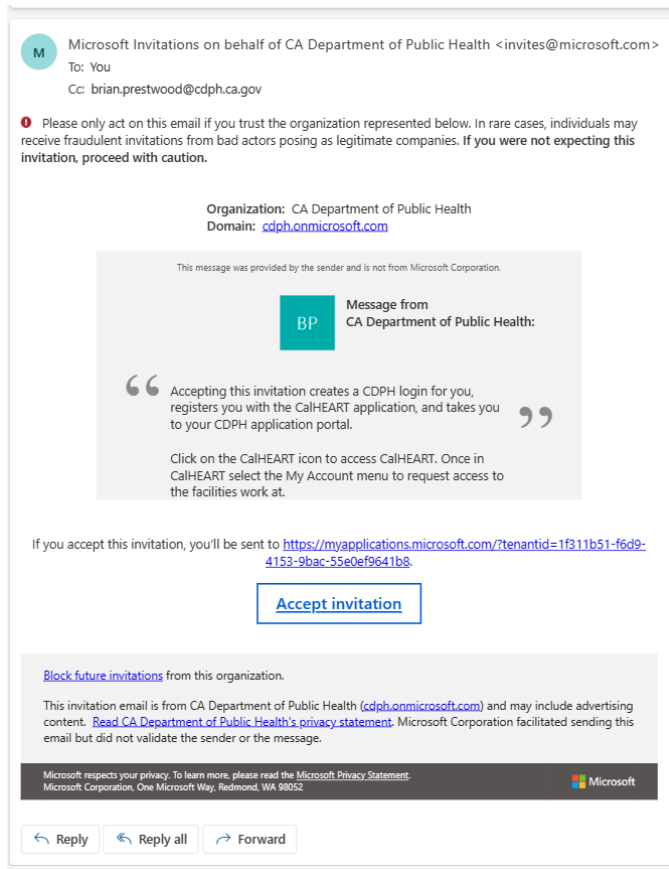 M
Microsoft Invitations on behalf of CA Department of Public Health <invites@microsoft.com>
To: You
Cc: brian.prestwood@cdph.ca.gov
Please only act on this email if you trust the organization represented below. In rare cases, individuals may
receive fraudulent invitations from bad actors posing as legitimate companies. If you were not expecting this
invitation, proceed with caution.
Organization: CA Department of Public Health
Domain: cdph.onmicrosoft.com
This message was provided by the sender and is not from Microsoft Corporation.
BP
Message from
CA Department of Public Health:
“
Accepting this invitation creates a CDPH login for you,
registers you with the CalHEART application, and takes you
to your CDPH application portal.
”
Click on the CalHEART icon to access CalHEART. Once in
CalHEART select the My Account menu to request access to
the facilities work at.
If you accept this invitation, you'll be sent to https://myapplications.microsoft.com/?tenantid=1f311b51-f6d9-
4153-9bac-55e0ef9641b8.
Accept invitation
Block future invitations from this organization.
This invitation email is from CA Department of Public Health (cdph.onmicrosoft.com) and may include advertising
content. Read CA Department of Public Health's privacy statement. Microsoft Corporation facilitated sending this
email but did not validate the sender or the message.
Microsoft respects your privacy. To learn more, please read the Microsoft Privacy Statement.
Microsoft Corporation, One Microsoft Way, Redmond, WA 98052
Microsoft
Reply
Reply all
Forward